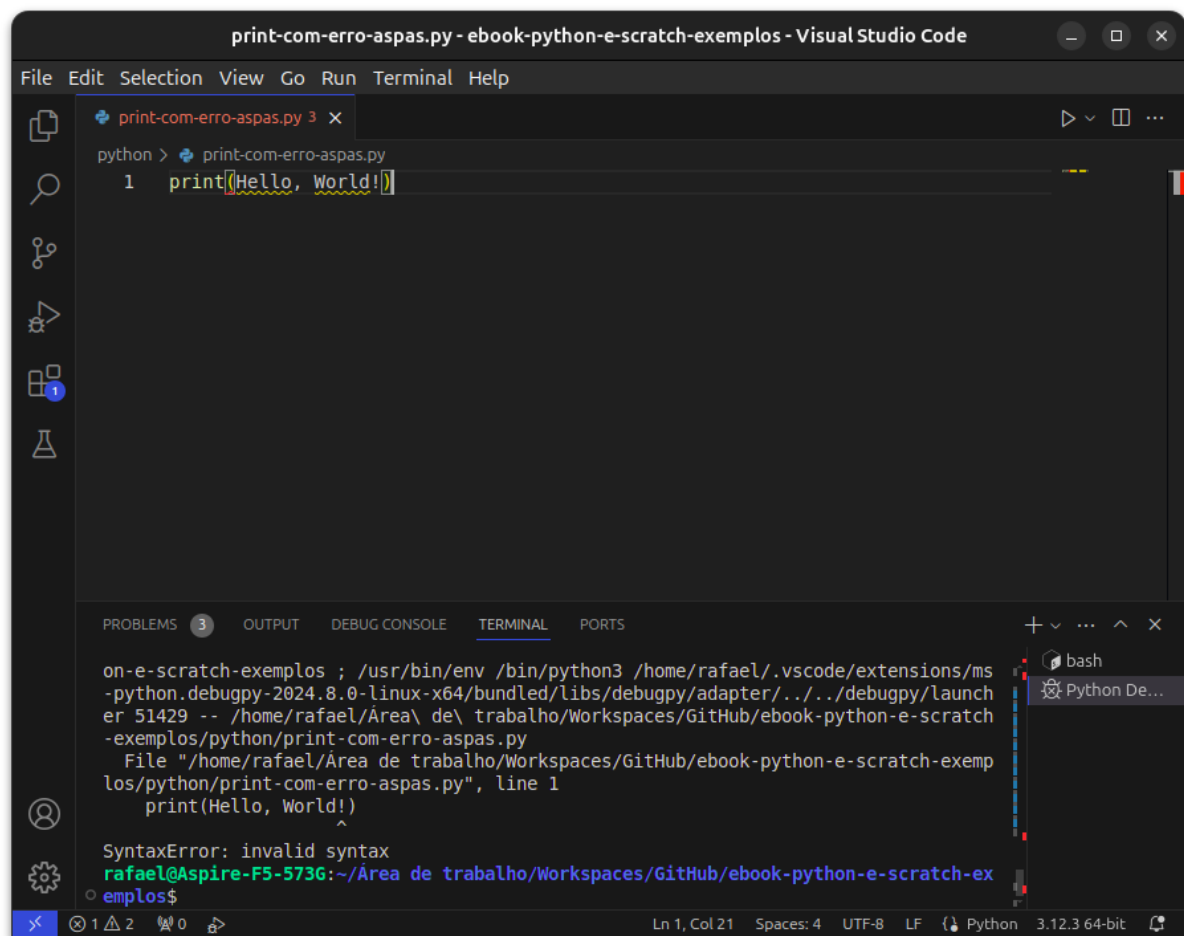 print-com-erro-aspas.py - ebook-python-e-scratch-exemplos - Visual Studio Code
File Edit Selection View Go Run Terminal Help
print-com-erro-aspas.py 3
python > print-com-erro-aspas.py
1 print(Hello, World!)
1
PROBLEMS 3 OUTPUT DEBUG CONSOLE TERMINAL PORTS
on-e-scratch-exemplos ; /usr/bin/env /bin/python3 /home/rafael/.vscode/extensions/ms
-python.debugpy-2024.8.0-linux-x64/bundled/libs/debugpy/adapter/../../debugpy/launch
er 51429 -- /home/rafael/Área\ de\ trabalho/Workspaces/GitHub/ebook-python-e-scratch
-exemplos/python/print-com-erro-aspas.py
File "/home/rafael/Área de trabalho/Workspaces/GitHub/ebook-python-e-scratch-exemp
los/python/print-com-erro-aspas.py", line 1
print(Hello, World!)
^
SyntaxError: invalid syntax
rafael@Aspire-F5-573G:~/Área de trabalho/Workspaces/GitHub/ebook-python-e-scratch-ex
emplos$
bash
Python De...
1 2 0 Ln 1, Col 21 Spaces: 4 UTF-8 LF Python 3.12.3 64-bit